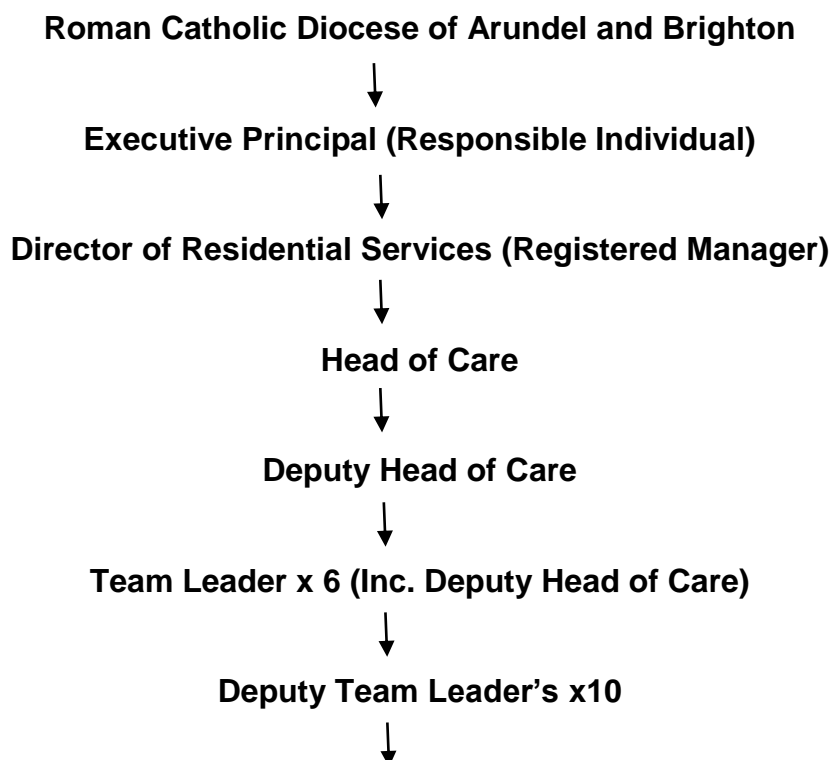 Roman Catholic Diocese of Arundel and Brighton
Executive Principal (Responsible Individual)
Director of Residential Services (Registered Manager)
Head of Care
Deputy Head of Care
Team Leader x 6 (Inc. Deputy Head of Care)
Deputy Team Leader’s x10